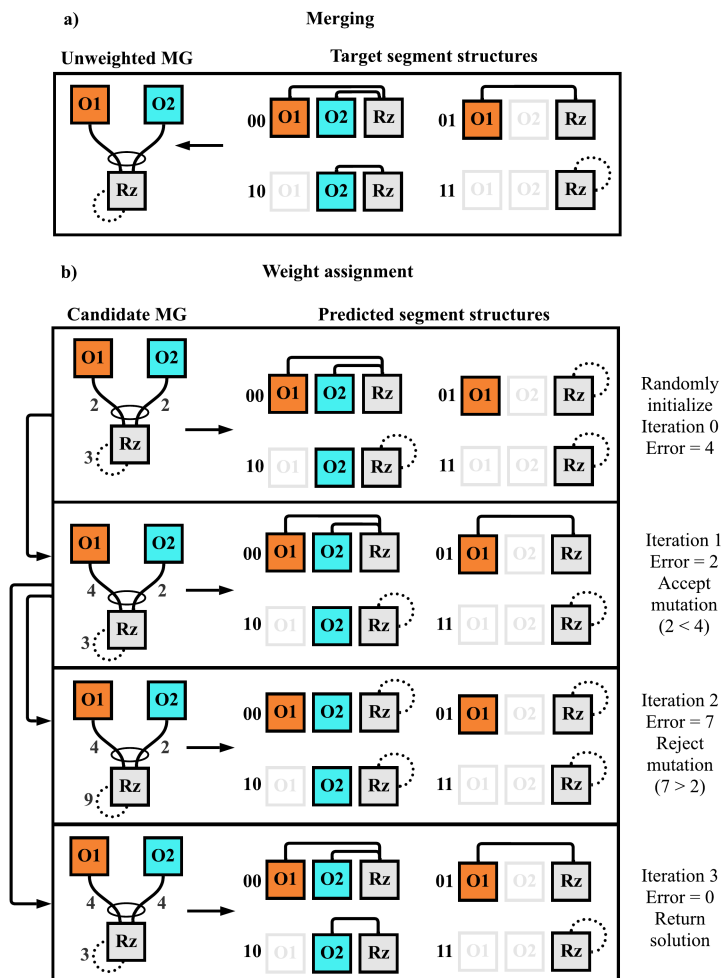 a) Merging
Unweighted MG Target segment structures
O1 O2 00 O1 O2 Rz 01 O1 O2 Rz
Rz 10 O1 O2 Rz 11 O1 O2 Rz
b) Weight assignment
Candidate MG Predicted segment structures
O1 O2 00 O1 O2 Rz 01 O1 O2 Rz
2 2
3 Rz 10 O1 O2 Rz 11 O1 O2 Rz
Randomly
initialize
Iteration 0
Error = 4
O1 O2 00 O1 O2 Rz 01 O1 O2 Rz
4 2
3 Rz 10 O1 O2 Rz 11 O1 O2 Rz
Iteration 1
Error = 2
Accept
mutation
(2 < 4)
O1 O2 00 O1 O2 Rz 01 O1 O2 Rz
4 2
9 Rz 10 O1 O2 Rz 11 O1 O2 Rz
Iteration 2
Error = 7
Reject
mutation
(7 > 2)
O1 O2 00 O1 O2 Rz 01 O1 O2 Rz
4 4
3 Rz 10 O1 O2 Rz 11 O1 O2 Rz
Iteration 3
Error = 0
Return
solution